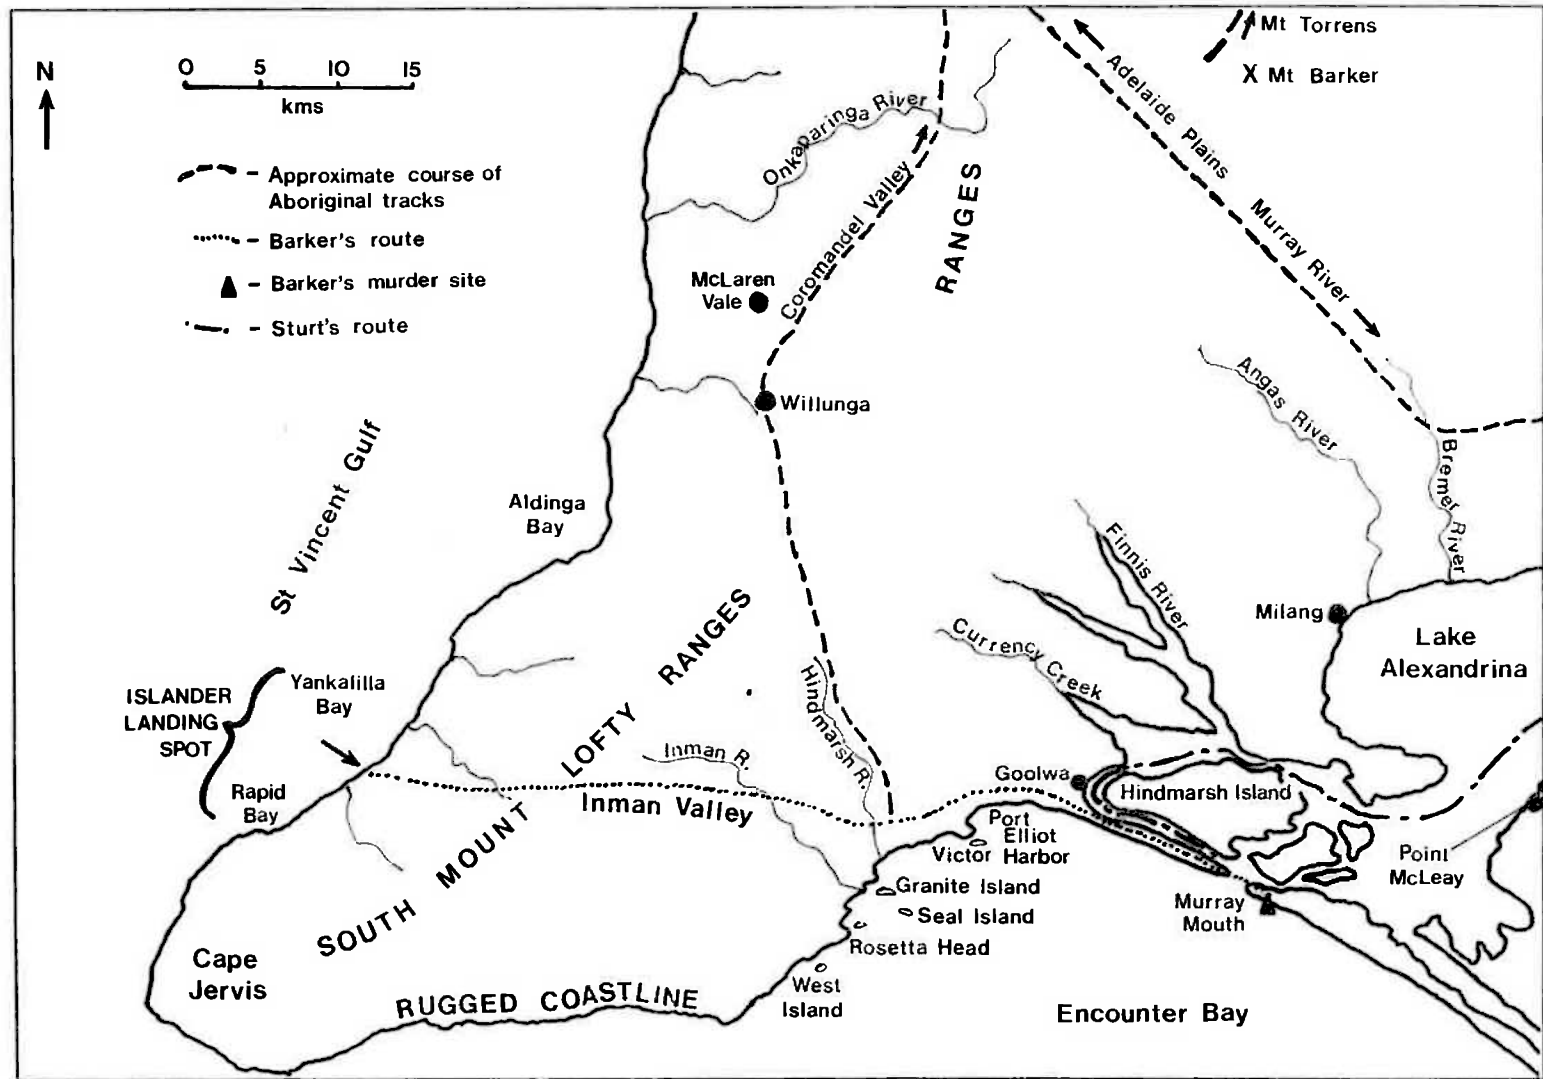 N
0 5 10 15
kms
– Approximate course of
Aboriginal tracks
– Barker's route
– Barker's murder site
– Sturt's route
Mt Torrens
X Mt Barker
Adelaide Plains
Murray River
Onkaparinga River
Coromandel Valley
RANGES
McLaren
Vale
Willunga
Angas River
Bremer River
St Vincent Gulf
Aldinga
Bay
Finnis River
Currency Creek
Milang
Lake
Alexandrina
ISLANDER
LANDING
SPOT
Yankalilla
Bay
Rapid
Bay
SOUTH MOUNT LOFTY RANGES
Inman R.
Hindmarsh R.
Inman Valley
Goolwa
Hindmarsh Island
Port
Elliot
Victor Harbor
Granite Island
Seal Island
Rosetta Head
West
Island
Murray
Mouth
Point
McLeay
Cape
Jervis
RUGGED COASTLINE
Encounter Bay